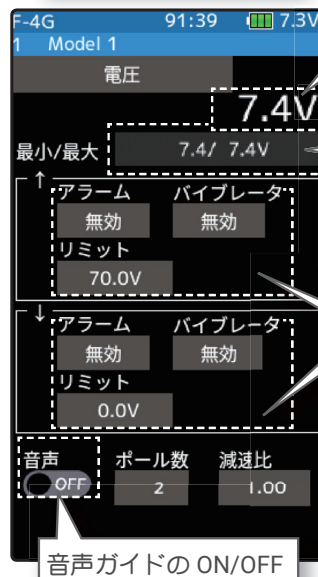 F-4G 91:39 7.3V
1 Model 1
電圧
7.4V
最小/最大 7.4/ 7.4V
↑
アラーム バイブレータ
無効 無効
リミット
70.0V
↓
アラーム バイブレータ
無効 無効
リミット
0.0V
音声 ポール数 減速比
OFF 2 1.00
音声ガイドの ON/OFF